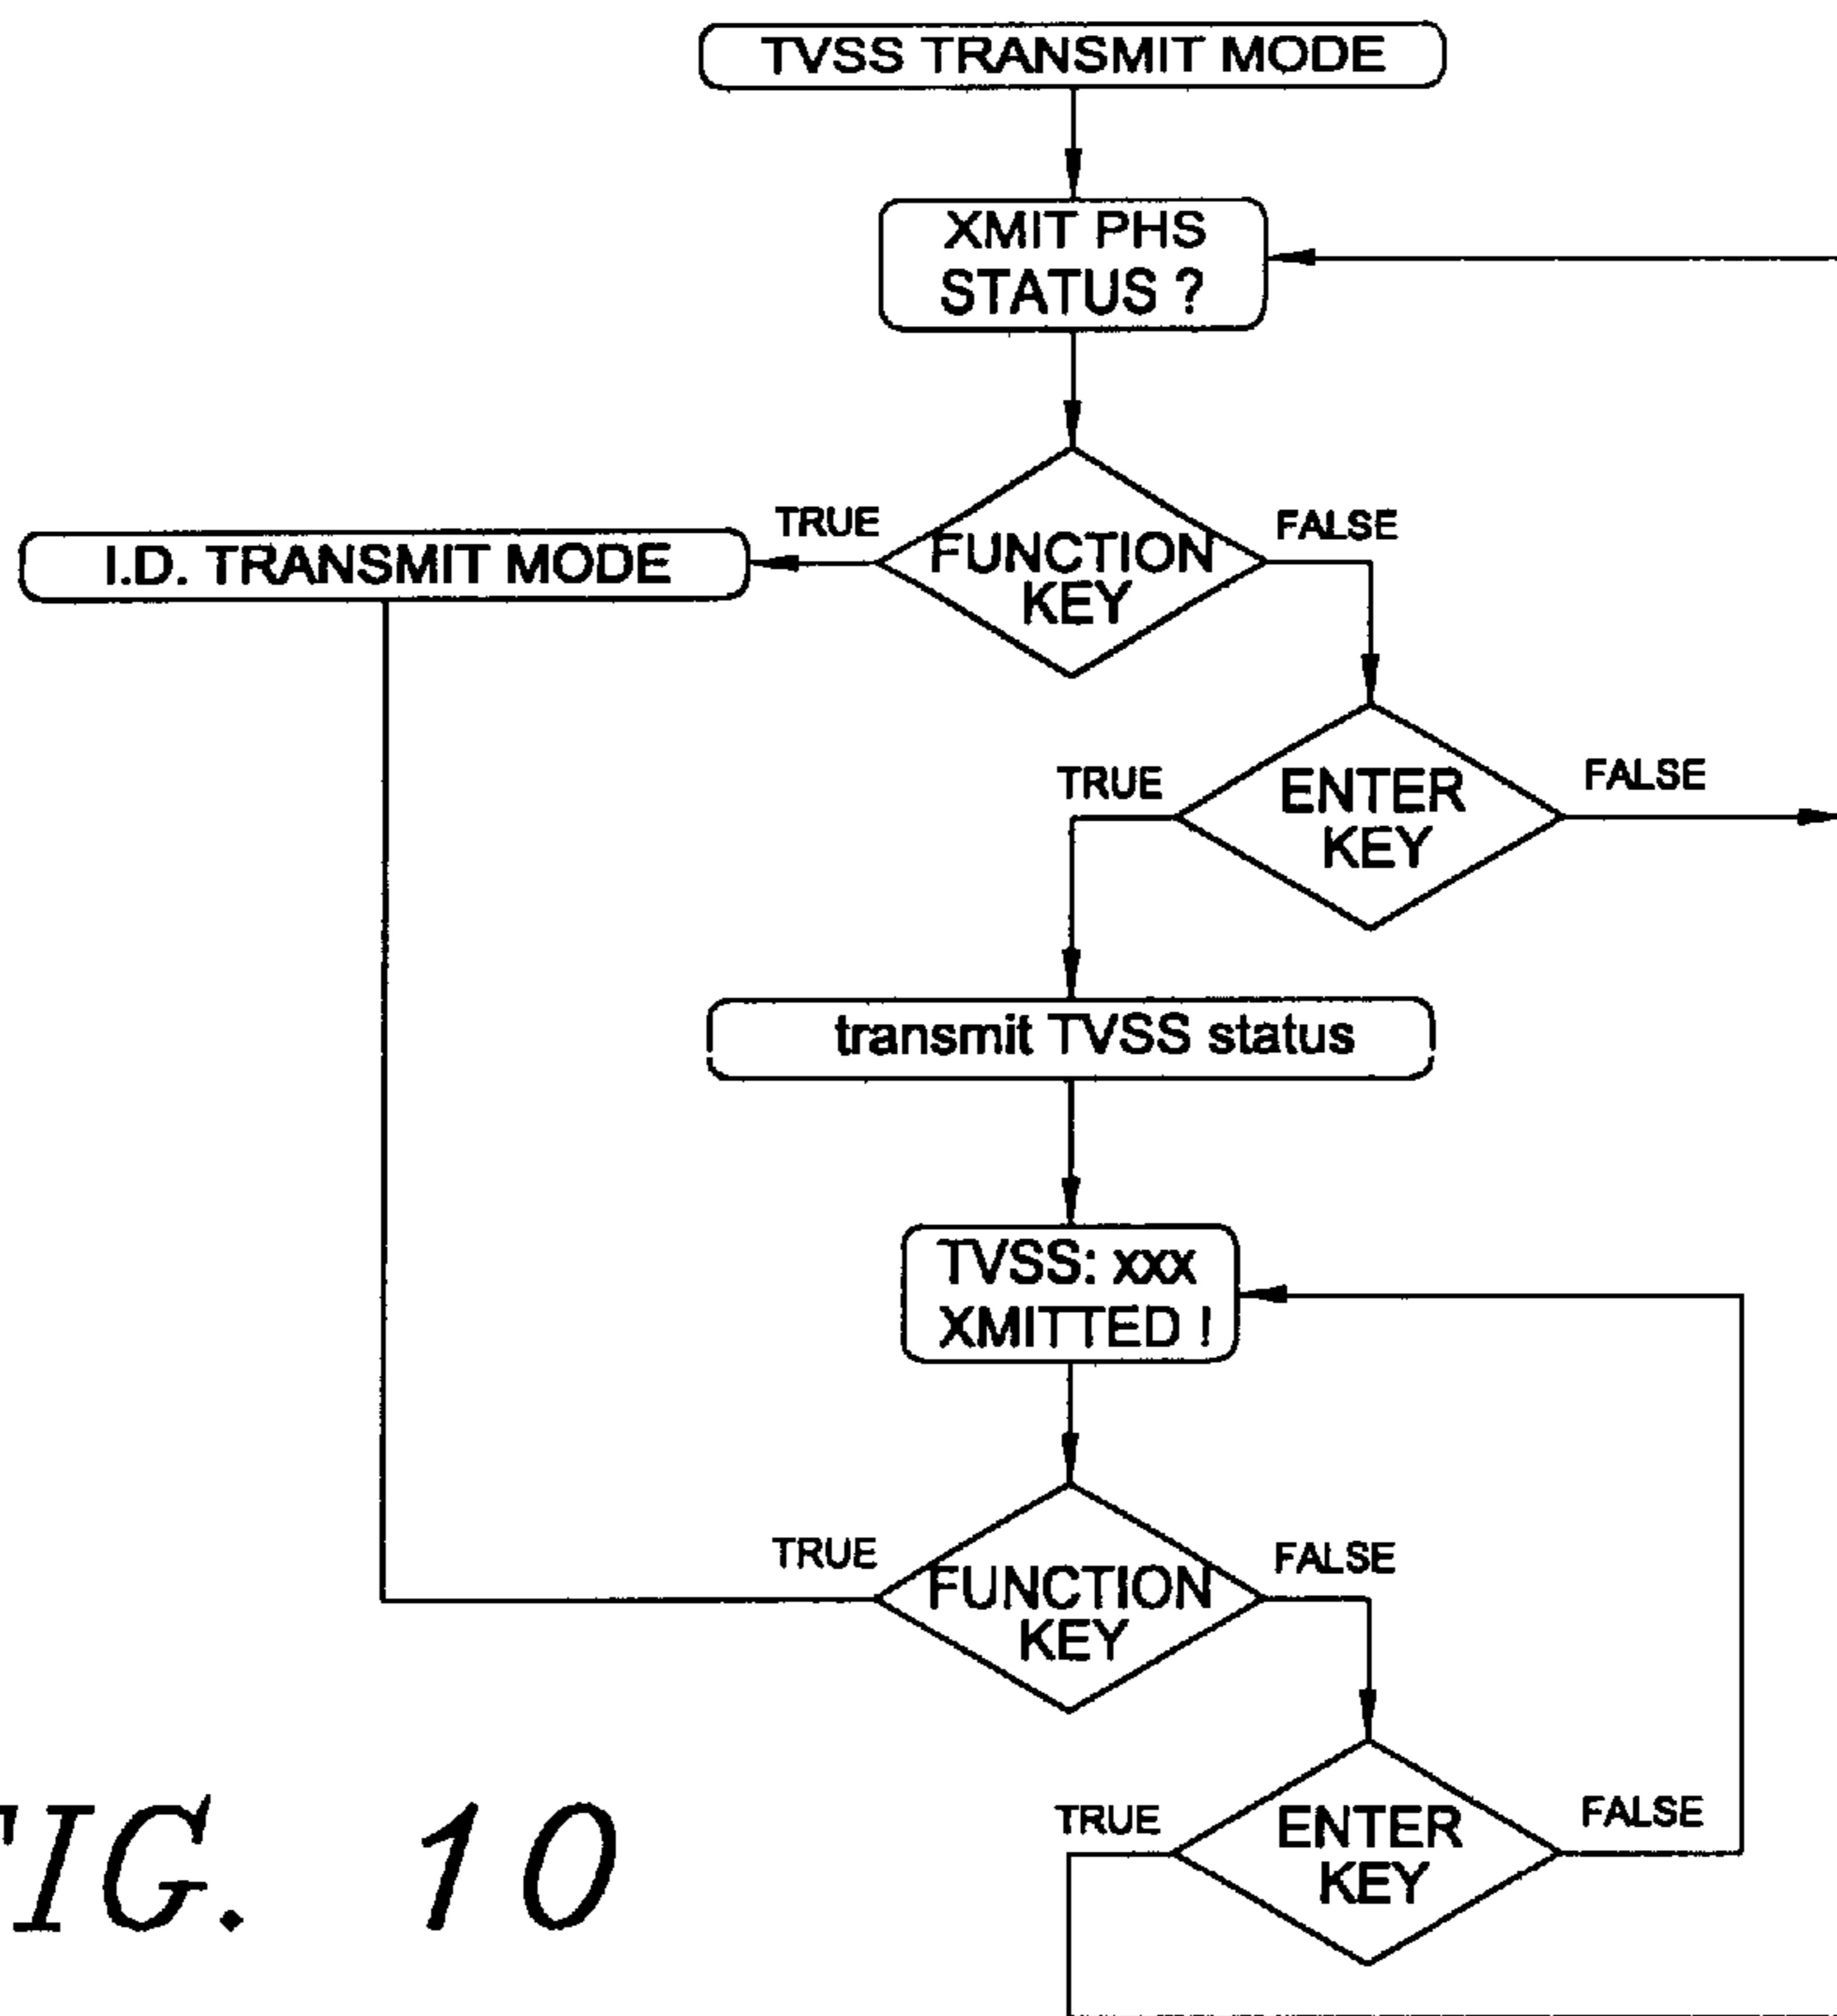 TVSS TRANSMIT MODE
XMIT PHS
STATUS ?
TRUE
FALSE
I.D. TRANSMIT MODE
FUNCTION
KEY
TRUE
FALSE
ENTER
KEY
transmit TVSS status
TVSS: xxx
XMITTED !
TRUE
FALSE
FUNCTION
KEY
TRUE
FALSE
ENTER
KEY
FIG. 10